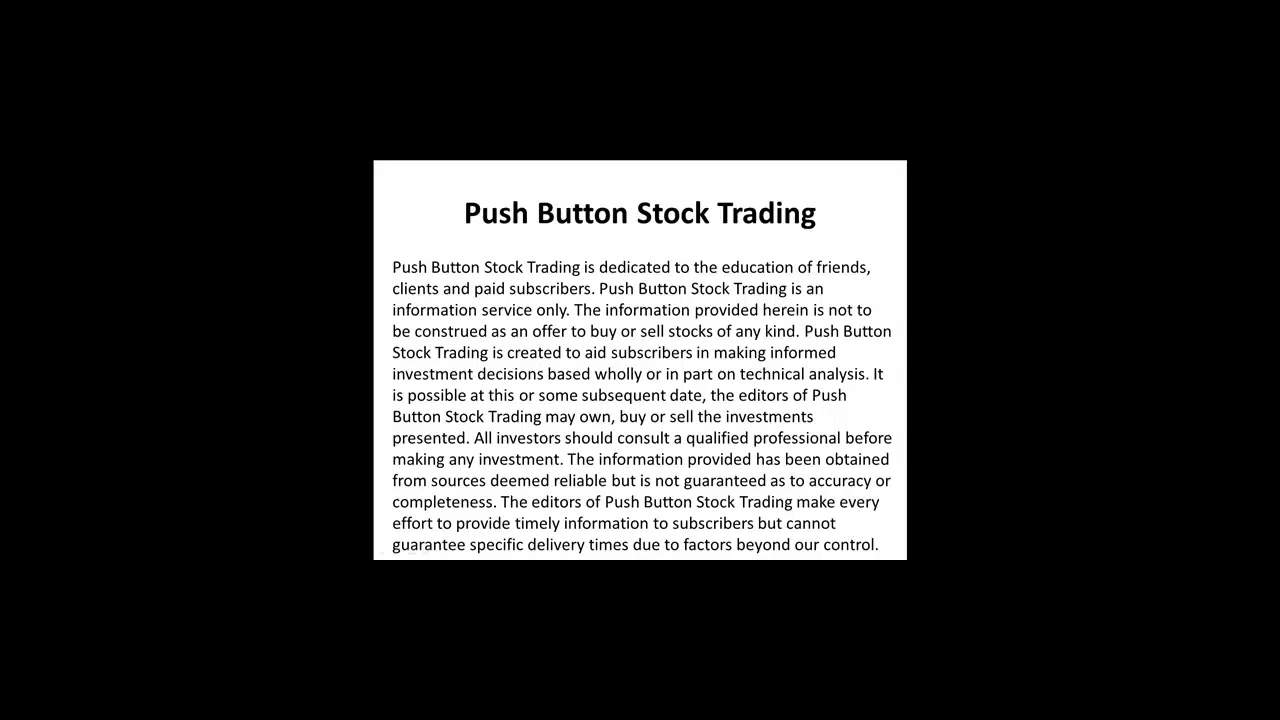 Push Button Stock Trading
Push Button Stock Trading is dedicated to the education of friends,
clients and paid subscribers. Push Button Stock Trading is an
information service only. The information provided herein is not to
be construed as an offer to buy or sell stocks of any kind. Push Button
Stock Trading is created to aid subscribers in making informed
investment decisions based wholly or in part on technical analysis. It
is possible at this or some subsequent date, the editors of Push
Button Stock Trading may own, buy or sell the investments
presented. All investors should consult a qualified professional before
making any investment. The information provided has been obtained
from sources deemed reliable but is not guaranteed as to accuracy or
completeness. The editors of Push Button Stock Trading make every
effort to provide timely information to subscribers but cannot
guarantee specific delivery times due to factors beyond our control.